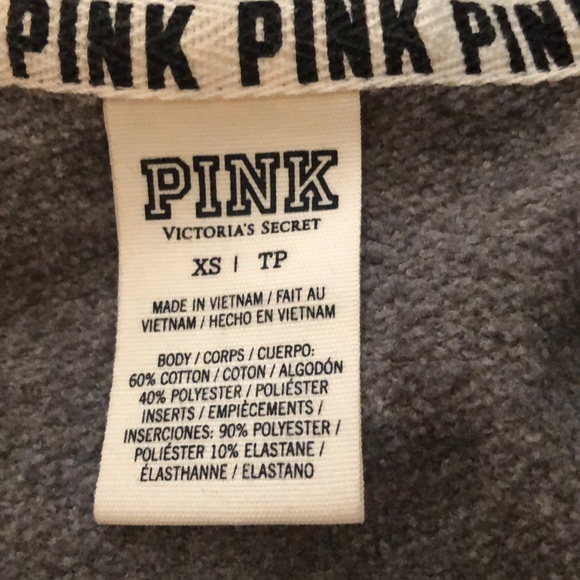 PINK PINK PIN
PINK
VICTORIA'S SECRET
XS | TP
MADE IN VIETNAM / FAIT AU
VIETNAM / HECHO EN VIETNAM
BODY / CORPS / CUERPO:
60% COTTON / COTON / ALGODÓN
40% POLYESTER / POLIÉSTER
INSERTS / EMPIÈCEMENTS /
INSERCIONES: 90% POLYESTER /
POLIÉSTER 10% ELASTANE /
ÉLASTHANNE / ELASTANO